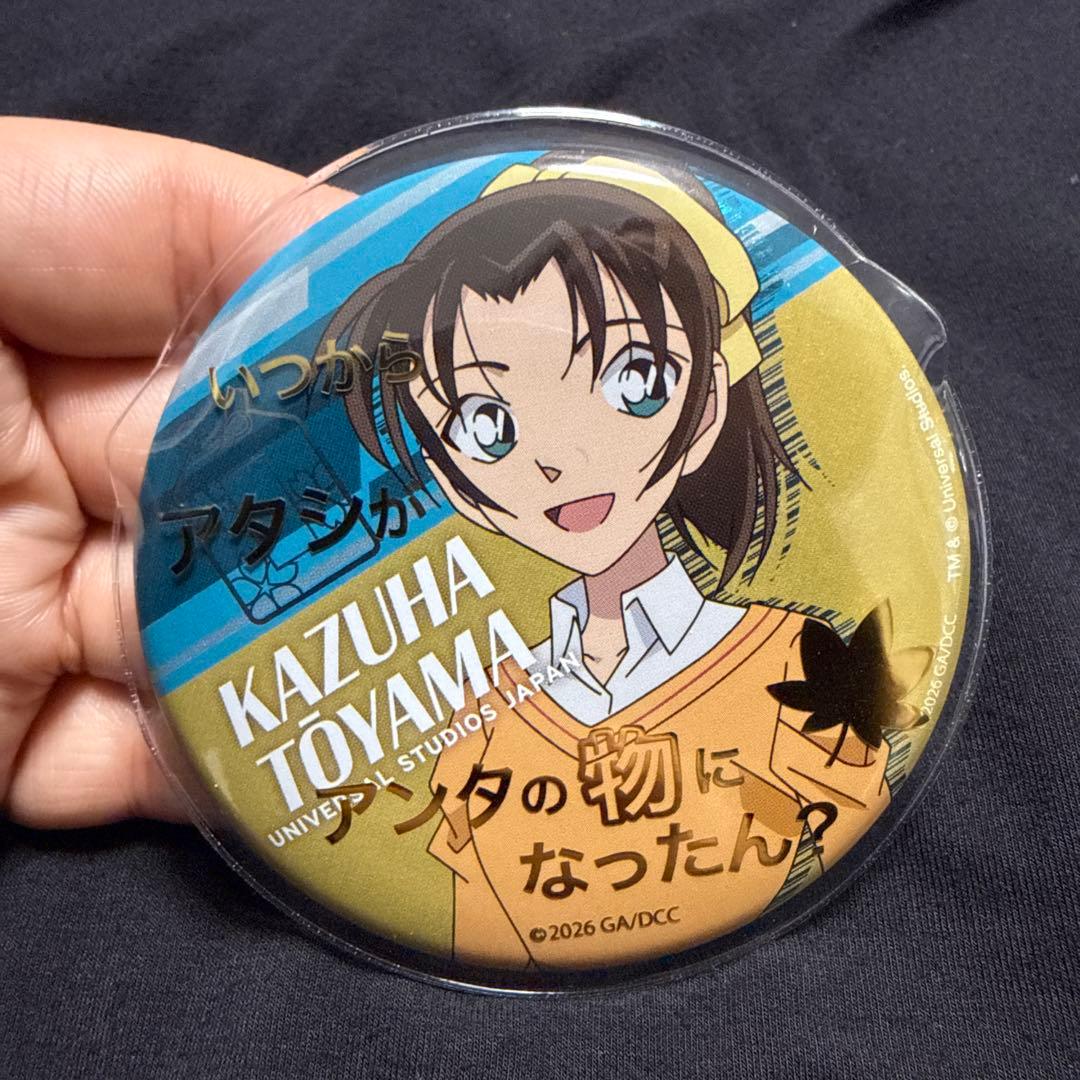 いつから
アタシが
KAZUHA
TŌYAMA
UNIVERSAL STUDIOS JAPAN
アンタの物に
なったん?
©2026 GA/DCC
2026 GA/DCC TM & © Universal Studios.